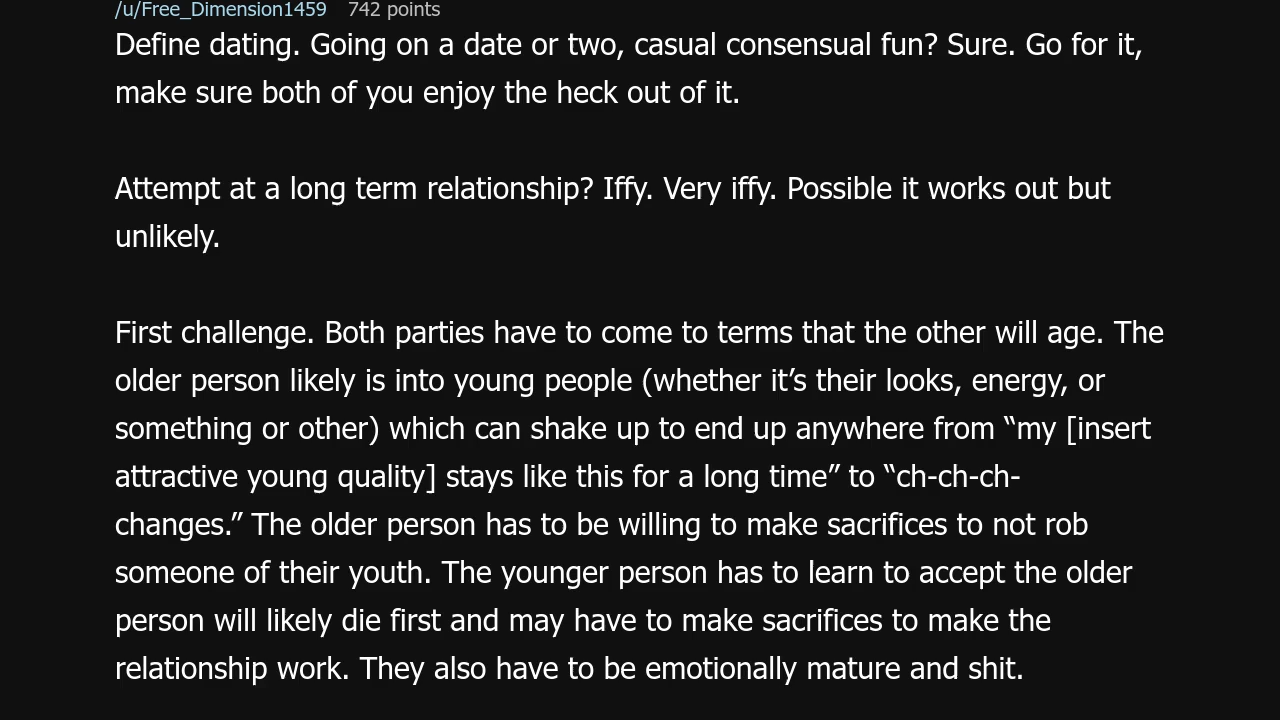 /u/Free_Dimension1459 742 points
Define dating. Going on a date or two, casual consensual fun? Sure. Go for it,
make sure both of you enjoy the heck out of it.
Attempt at a long term relationship? Iffy. Very iffy. Possible it works out but
unlikely.
First challenge. Both parties have to come to terms that the other will age. The
older person likely is into young people (whether it’s their looks, energy, or
something or other) which can shake up to end up anywhere from “my [insert
attractive young quality] stays like this for a long time” to “ch-ch-ch-
changes.” The older person has to be willing to make sacrifices to not rob
someone of their youth. The younger person has to learn to accept the older
person will likely die first and may have to make sacrifices to make the
relationship work. They also have to be emotionally mature and shit.